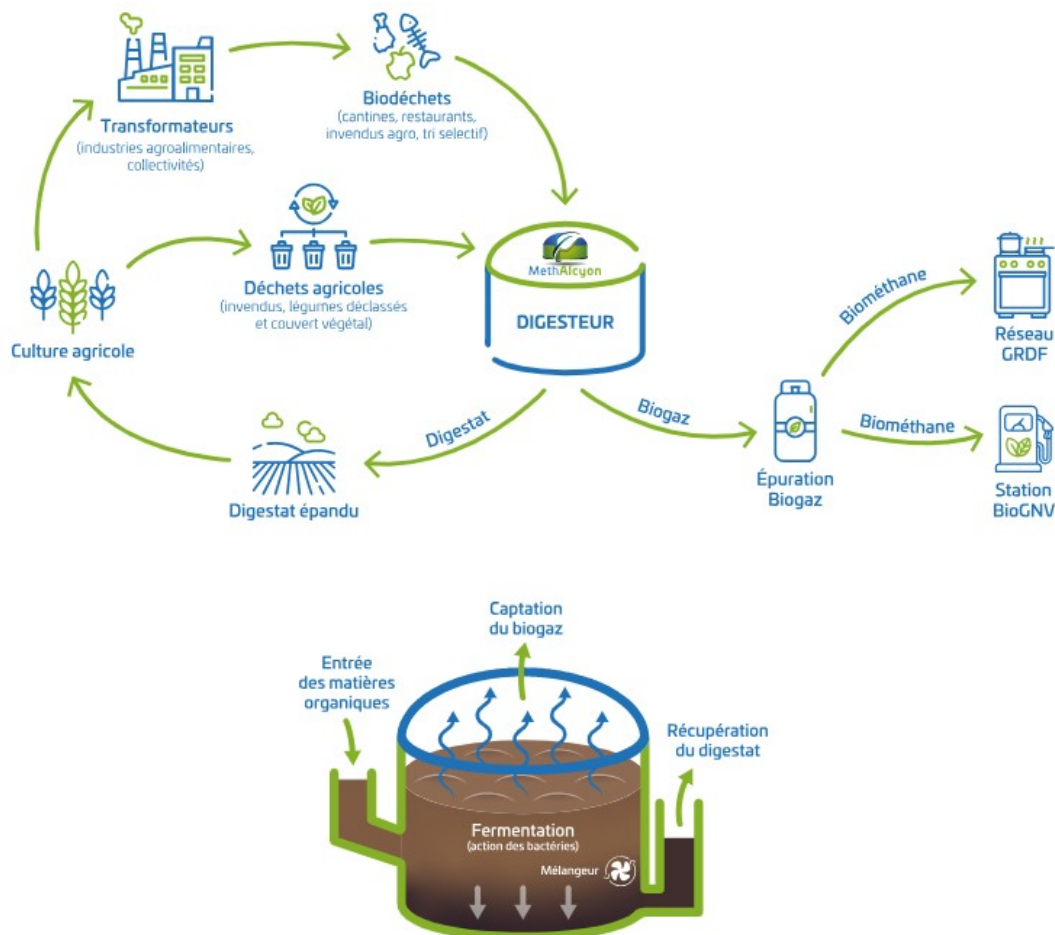 Transformateurs
(industries agroalimentaires,
collectivités)
Biodéchets
(cantines, restaurants,
invendus agro, tri selectif)
Culture agricole
Déchets agricoles
(invendus, légumes déclassés
et couvert végétal)
MethAlcyon
DIGESTEUR
Digestat
Digestat épandu
Biogaz
Épuration
Biogaz
Biométhane
Réseau
GRDF
Biométhane
Station
BioGNV
Captation
du biogaz
Entrée
des matières
organiques
Récupération
du digestat
Fermentation
(action des bactéries)
Mélangeur